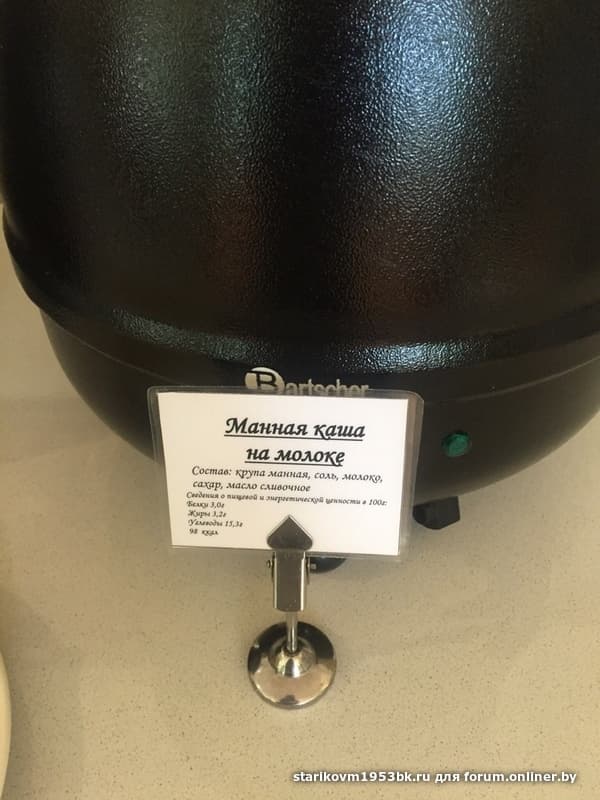 Bartscher
Манная каша
на молоке
Состав: крупа манная, соль, молоко,
сахар, масло сливочное
Сведения о пищевой и энергетической ценности в 100г:
Белки 3,0г
Жиры 3,2г
Углеводы 15,3г
98 ккал
starikovm1953bk.ru для forum.onliner.by